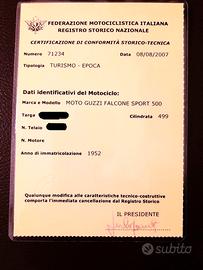 FEDERAZIONE MOTOCICLISTICA ITALIANA
REGISTRO STORICO NAZIONALE
CERTIFICAZIONE DI CONFORMITÀ STORICO-TECNICA
Numero 71234 Data 08/08/2007
Tipologia TURISMO - EPOCA
Dati identificativi del Motociclo:
Marca e Modello MOTO GUZZI FALCONE SPORT 500
Targa Cilindrata 499
N. Telaio
N. Motore
Anno di immatricolazione 1952
Qualunque modifica alle caratteristiche tecnico-costruttive
comporta l'immediata cancellazione dal Registro Storico
IL PRESIDENTE
subito